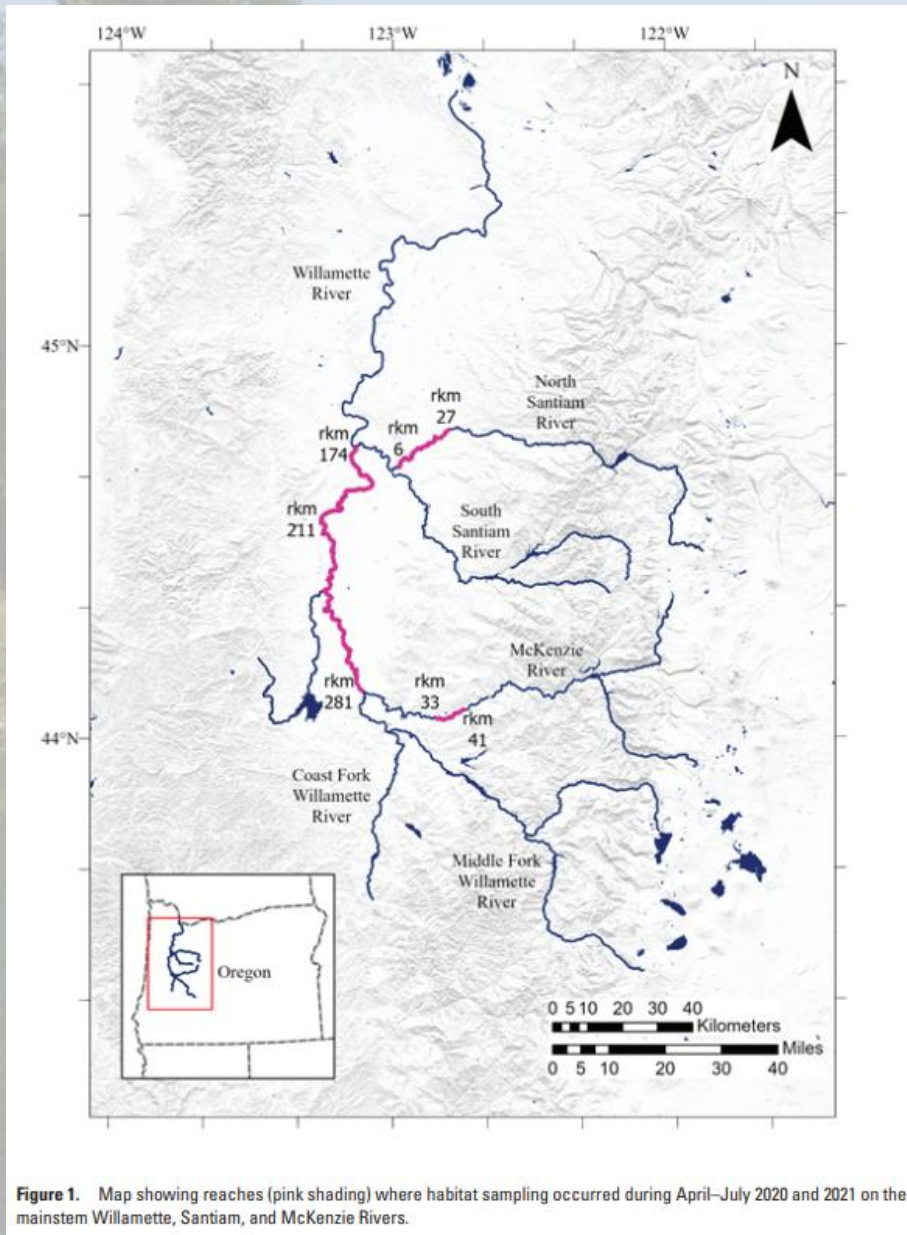 124°W 123°W 122°W
N
Willamette
River
45°N
North
Santiam
River
rkm
27
rkm
6
rkm
174
rkm
211
South
Santiam
River
McKenzie
River
rkm
281
rkm
33
rkm
41
44°N
Coast Fork
Willamette
River
Middle Fork
Willamette
River
Oregon
0 5 10 20 30 40
Kilometers
Miles
0 5 10 20 30 40
Figure 1. Map showing reaches (pink shading) where habitat sampling occurred during April–July 2020 and 2021 on the
mainstem Willamette, Santiam, and McKenzie Rivers.